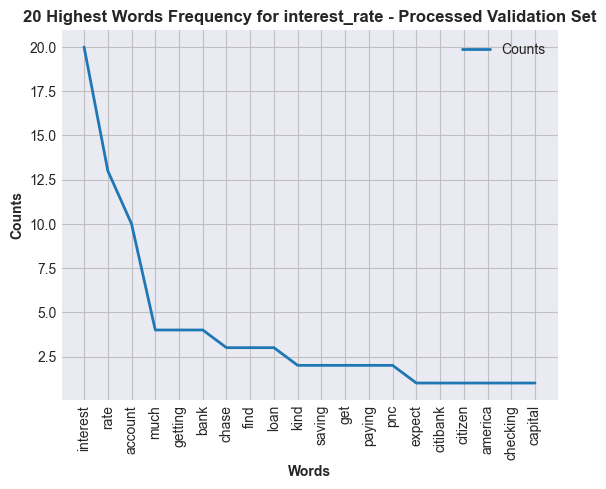 20 Highest Words Frequency for interest_rate - Processed Validation Set
Counts
20.0
17.5
15.0
12.5
10.0
7.5
5.0
2.5
Counts
interest
rate
account
much
getting
bank
chase
find
loan
kind
saving
get
paying
pnc
expect
citibank
citizen
america
checking
capital
Words